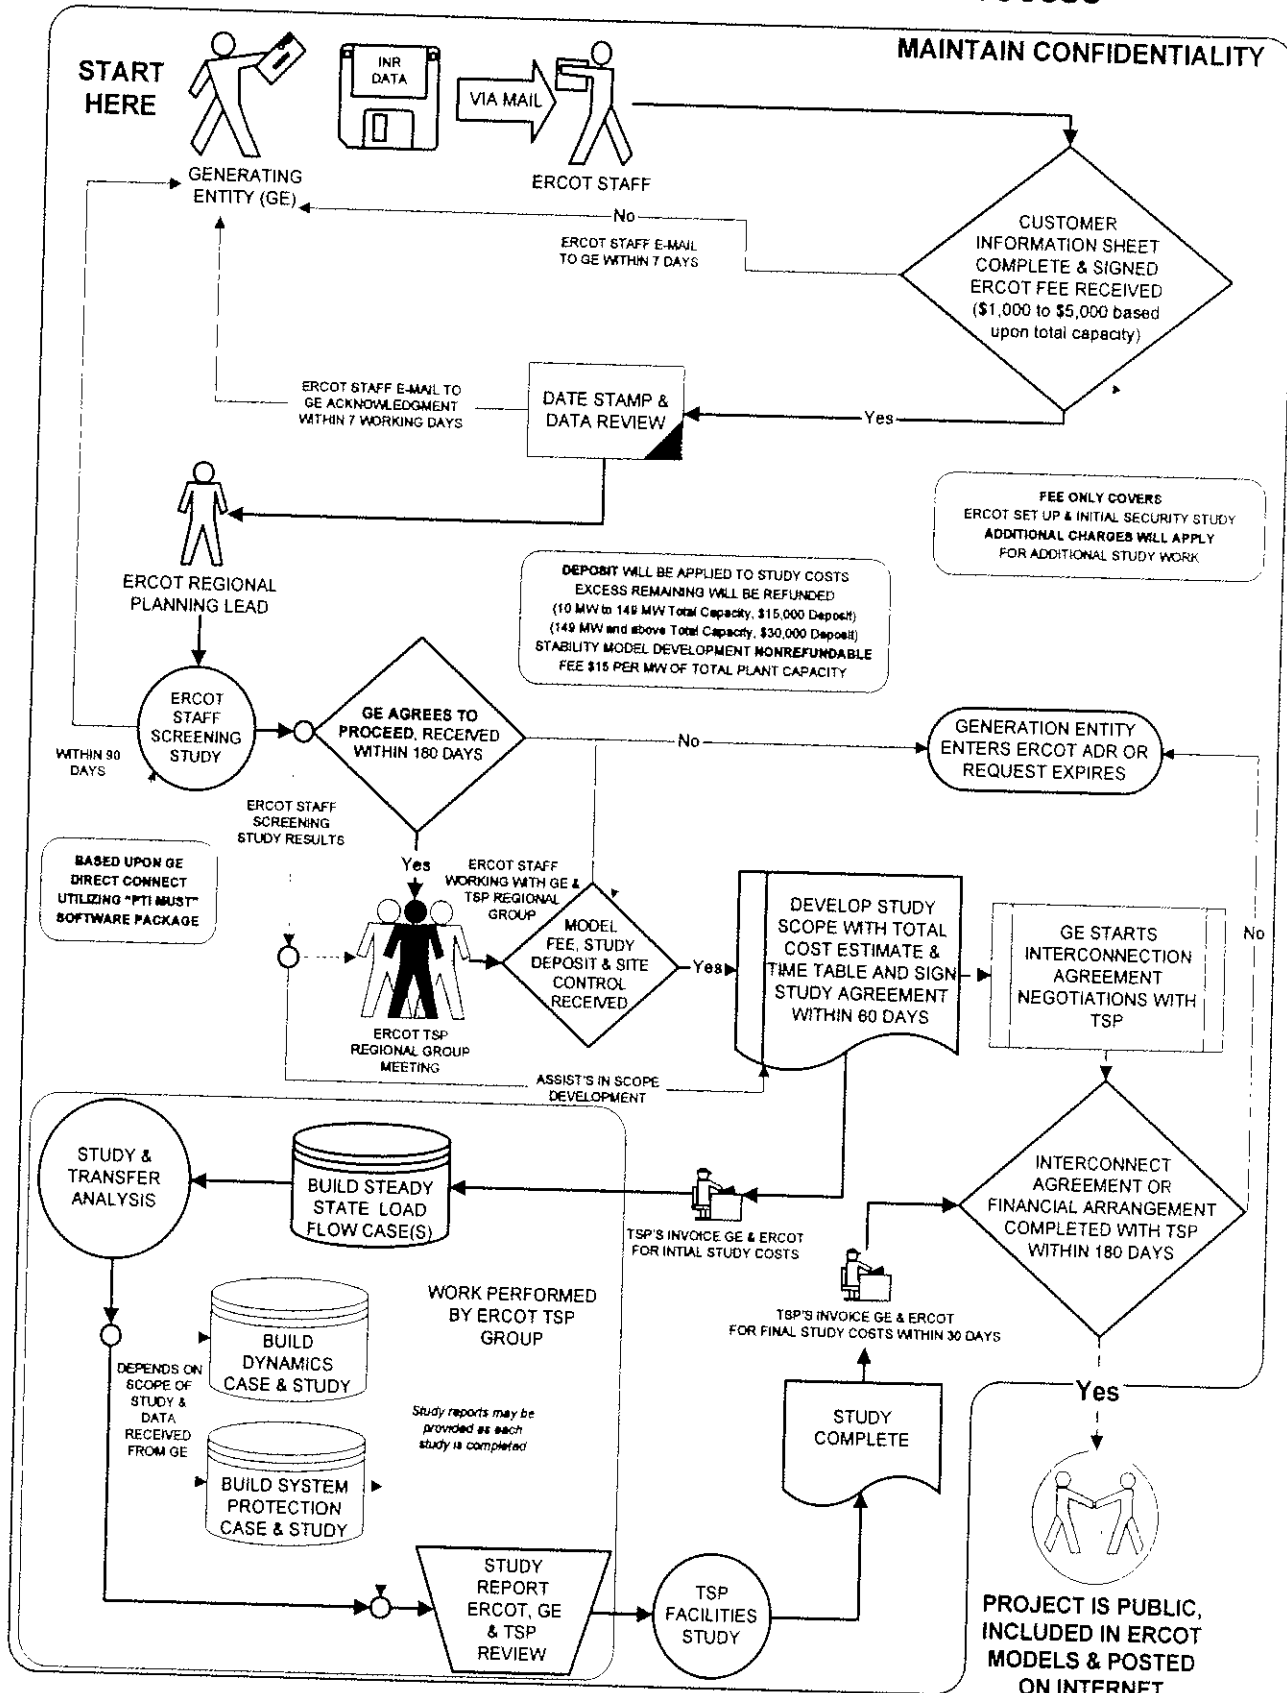 MAINTAIN CONFIDENTIALITY
START
HERE
INR
DATA
VIA MAIL
GENERATING
ENTITY (GE)
ERCOT STAFF
No
ERCOT STAFF E-MAIL
TO GE WITHIN 7 DAYS
CUSTOMER
INFORMATION SHEET
COMPLETE & SIGNED
ERCOT FEE RECEIVED
($1,000 to $5,000 based
upon total capacity)
ERCOT STAFF E-MAIL TO
GE ACKNOWLEDGMENT
WITHIN 7 WORKING DAYS
DATE STAMP &
DATA REVIEW
Yes
FEE ONLY COVERS
ERCOT SET UP & INITIAL SECURITY STUDY
ADDITIONAL CHARGES WILL APPLY
FOR ADDITIONAL STUDY WORK
ERCOT REGIONAL
PLANNING LEAD
DEPOSIT WILL BE APPLIED TO STUDY COSTS
EXCESS REMAINING WILL BE REFUNDED
(10 MW to 149 MW Total Capacity, $15,000 Deposit)
(149 MW and above Total Capacity, $30,000 Deposit)
STABILITY MODEL DEVELOPMENT NONREFUNDABLE
FEE $15 PER MW OF TOTAL PLANT CAPACITY
ERCOT
STAFF
SCREENING
STUDY
WITHIN 90
DAYS
GE AGREES TO
PROCEED, RECEIVED
WITHIN 180 DAYS
No
GENERATION ENTITY
ENTERS ERCOT ADR OR
REQUEST EXPIRES
ERCOT STAFF
SCREENING
STUDY RESULTS
BASED UPON GE
DIRECT CONNECT
UTILIZING "PTI MUST"
SOFTWARE PACKAGE
Yes
ERCOT STAFF
WORKING WITH GE &
TSP REGIONAL
GROUP
MODEL
FEE, STUDY
DEPOSIT & SITE
CONTROL
RECEIVED
Yes
DEVELOP STUDY
SCOPE WITH TOTAL
COST ESTIMATE &
TIME TABLE AND SIGN
STUDY AGREEMENT
WITHIN 60 DAYS
GE STARTS
INTERCONNECTION
AGREEMENT
NEGOTIATIONS WITH
TSP
No
ERCOT TSP
REGIONAL GROUP
MEETING
ASSIST'S IN SCOPE
DEVELOPMENT
STUDY &
TRANSFER
ANALYSIS
BUILD STEADY
STATE LOAD
FLOW CASE(S)
TSP'S INVOICE GE & ERCOT
FOR INTIAL STUDY COSTS
INTERCONNECT
AGREEMENT OR
FINANCIAL ARRANGEMENT
COMPLETED WITH TSP
WITHIN 180 DAYS
WORK PERFORMED
BY ERCOT TSP
GROUP
TSP'S INVOICE GE & ERCOT
FOR FINAL STUDY COSTS WITHIN 30 DAYS
BUILD
DYNAMICS
CASE & STUDY
DEPENDS ON
SCOPE OF
STUDY &
DATA
RECEIVED
FROM GE
Study reports may be
provided as each
study is completed
Yes
STUDY
COMPLETE
BUILD SYSTEM
PROTECTION
CASE & STUDY
STUDY
REPORT
ERCOT, GE
& TSP
REVIEW
TSP
FACILITIES
STUDY
PROJECT IS PUBLIC,
INCLUDED IN ERCOT
MODELS & POSTED
ON INTERNET